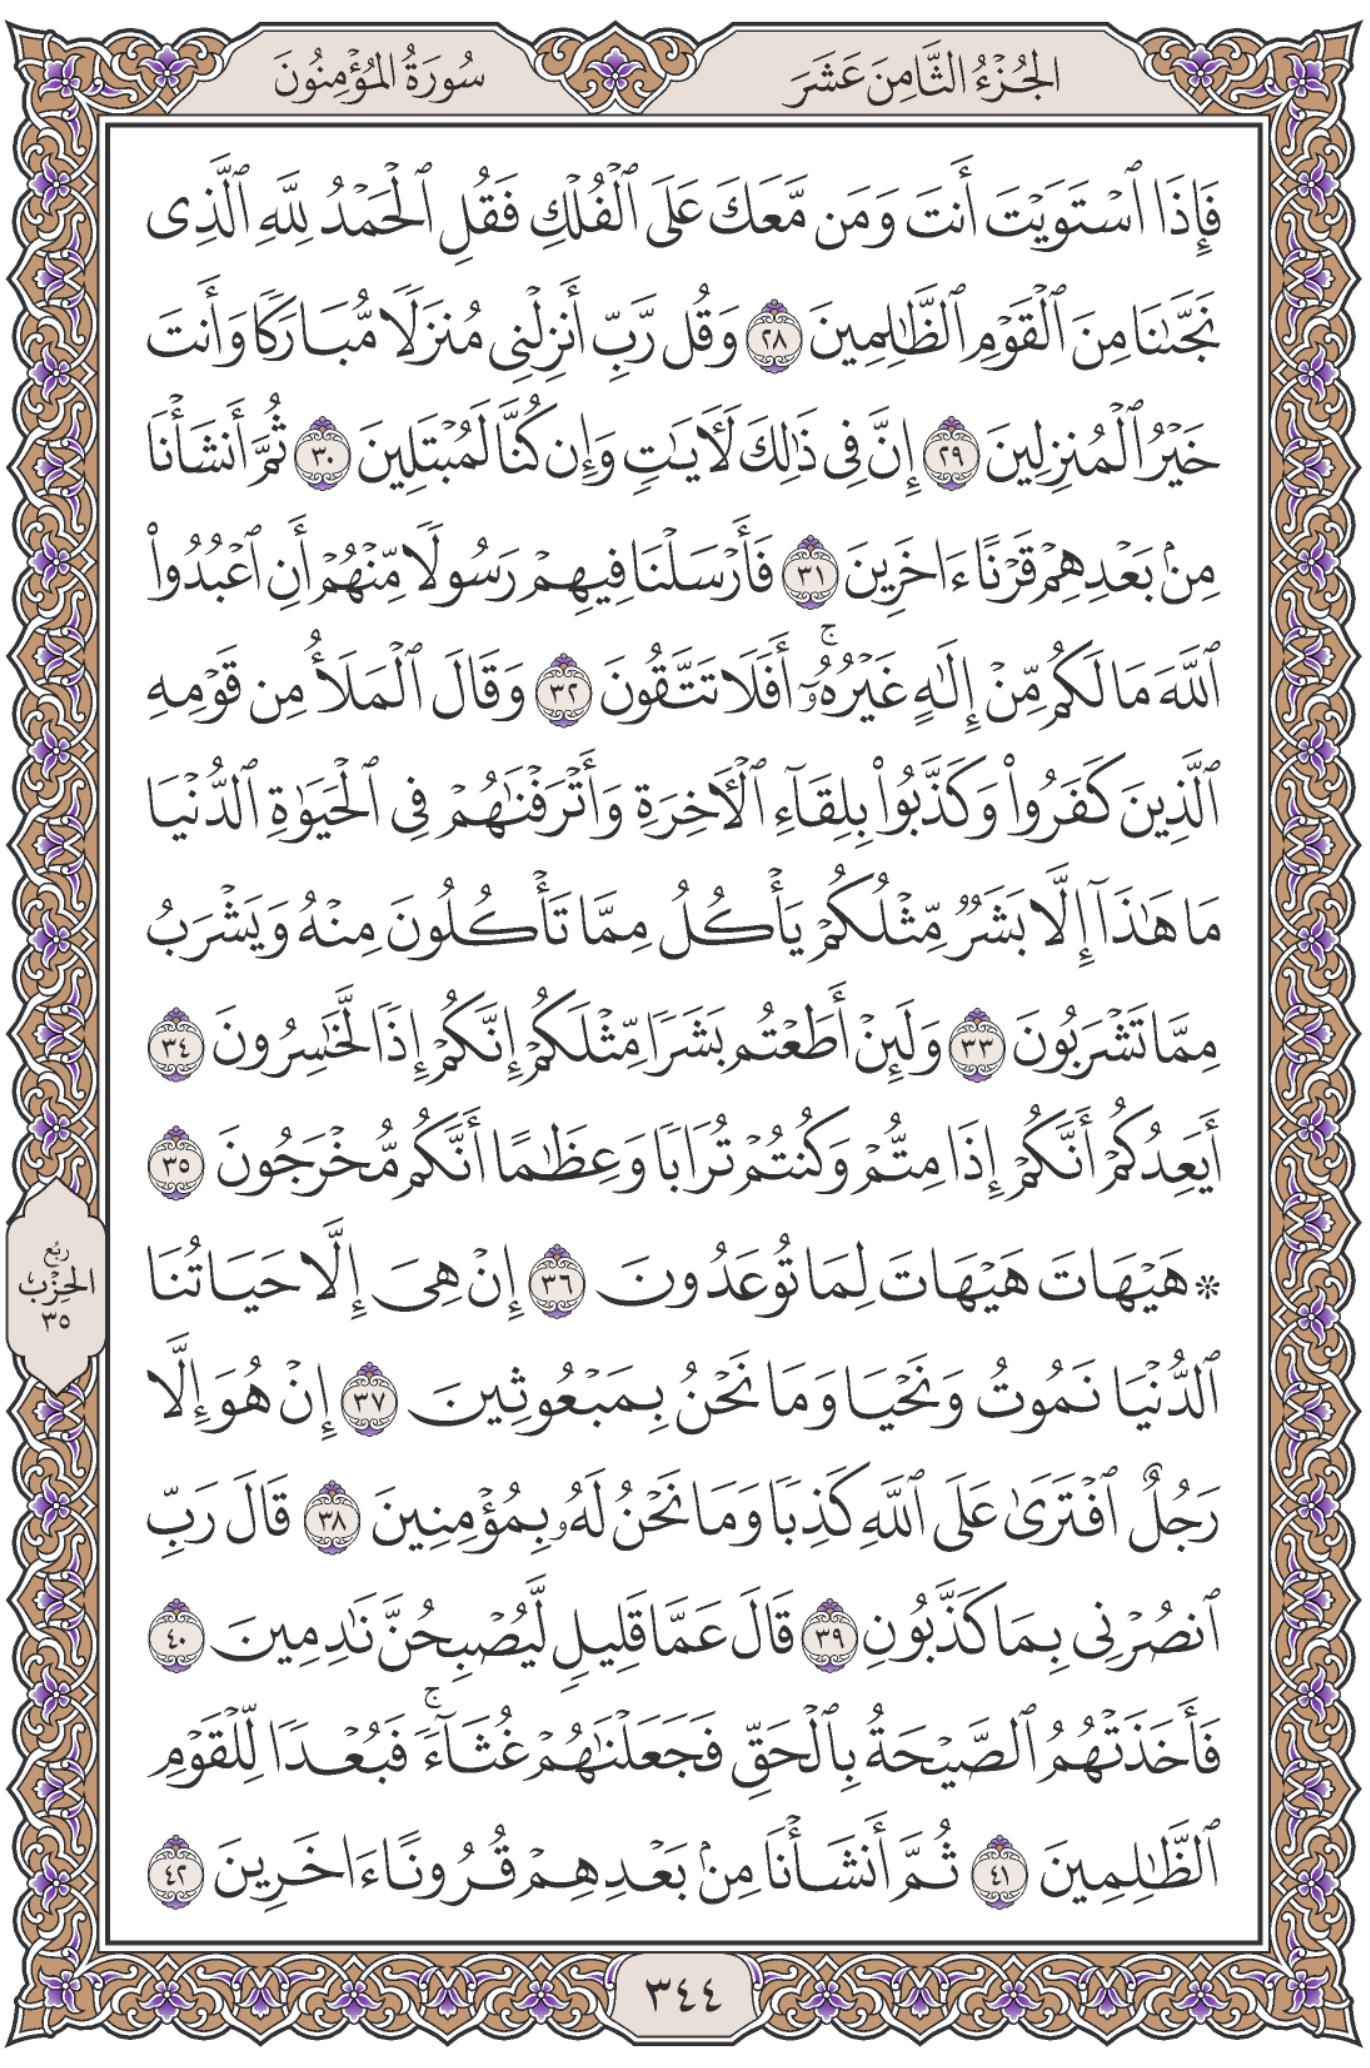 الجُزْءُ الثَّامِنَ عَشَرَ
سُورَةُ المُؤْمِنُونَ
فَإِذَا ٱسْتَوَيْتَ أَنتَ وَمَن مَّعَكَ عَلَى ٱلْفُلْكِ فَقُلِ ٱلْحَمْدُ لِلَّهِ ٱلَّذِى
نَجَّىٰنَا مِنَ ٱلْقَوْمِ ٱلظَّٰلِمِينَ ٢٨ وَقُل رَّبِّ أَنزِلْنِى مُنزَلًا مُّبَارَكًا وَأَنتَ
خَيْرُ ٱلْمُنزِلِينَ ٢٩ إِنَّ فِى ذَٰلِكَ لَءَايَٰتٍ وَإِن كُنَّا لَمُبْتَلِينَ ٣٠ ثُمَّ أَنشَأْنَا
مِنۢ بَعْدِهِمْ قَرْنًا ءَاخَرِينَ ٣١ فَأَرْسَلْنَا فِيهِمْ رَسُولًا مِّنْهُمْ أَنِ ٱعْبُدُوا۟
ٱللَّهَ مَا لَكُم مِّنْ إِلَٰهٍ غَيْرُهُۥٓ ۚ أَفَلَا تَتَّقُونَ ٣٢ وَقَالَ ٱلْمَلَأُ مِن قَوْمِهِ
ٱلَّذِينَ كَفَرُوا۟ وَكَذَّبُوا۟ بِلِقَآءِ ٱلْءَاخِرَةِ وَأَتْرَفْنَٰهُمْ فِى ٱلْحَيَوٰةِ ٱلدُّنْيَا
مَا هَٰذَآ إِلَّا بَشَرٌ مِّثْلُكُمْ يَأْكُلُ مِمَّا تَأْكُلُونَ مِنْهُ وَيَشْرَبُ
مِمَّا تَشْرَبُونَ ٣٣ وَلَئِنْ أَطَعْتُم بَشَرًا مِّثْلَكُمْ إِنَّكُمْ إِذًا لَّخَٰسِرُونَ ٣٤
أَيَعِدُكُمْ أَنَّكُمْ إِذَا مِتُّمْ وَكُنتُمْ تُرَابًا وَعِظَٰمًا أَنَّكُم مُّخْرَجُونَ ٣٥
۞ هَيْهَاتَ هَيْهَاتَ لِمَا تُوعَدُونَ ٣٦ إِنْ هِىَ إِلَّا حَيَاتُنَا
ٱلدُّنْيَا نَمُوتُ وَنَحْيَا وَمَا نَحْنُ بِمَبْعُوثِينَ ٣٧ إِنْ هُوَ إِلَّا
رَجُلٌ ٱفْتَرَىٰ عَلَى ٱللَّهِ كَذِبًا وَمَا نَحْنُ لَهُۥ بِمُؤْمِنِينَ ٣٨ قَالَ رَبِّ
ٱنصُرْنِى بِمَا كَذَّبُونِ ٣٩ قَالَ عَمَّا قَلِيلٍ لَّيُصْبِحُنَّ نَٰدِمِينَ ٤٠
فَأَخَذَتْهُمُ ٱلصَّيْحَةُ بِٱلْحَقِّ فَجَعَلْنَٰهُمْ غُثَآءً ۚ فَبُعْدًا لِّلْقَوْمِ
ٱلظَّٰلِمِينَ ٤١ ثُمَّ أَنشَأْنَا مِنۢ بَعْدِهِمْ قُرُونًا ءَاخَرِينَ ٤٢
ربُع
الحِزْب
٣٥
٣٤٤